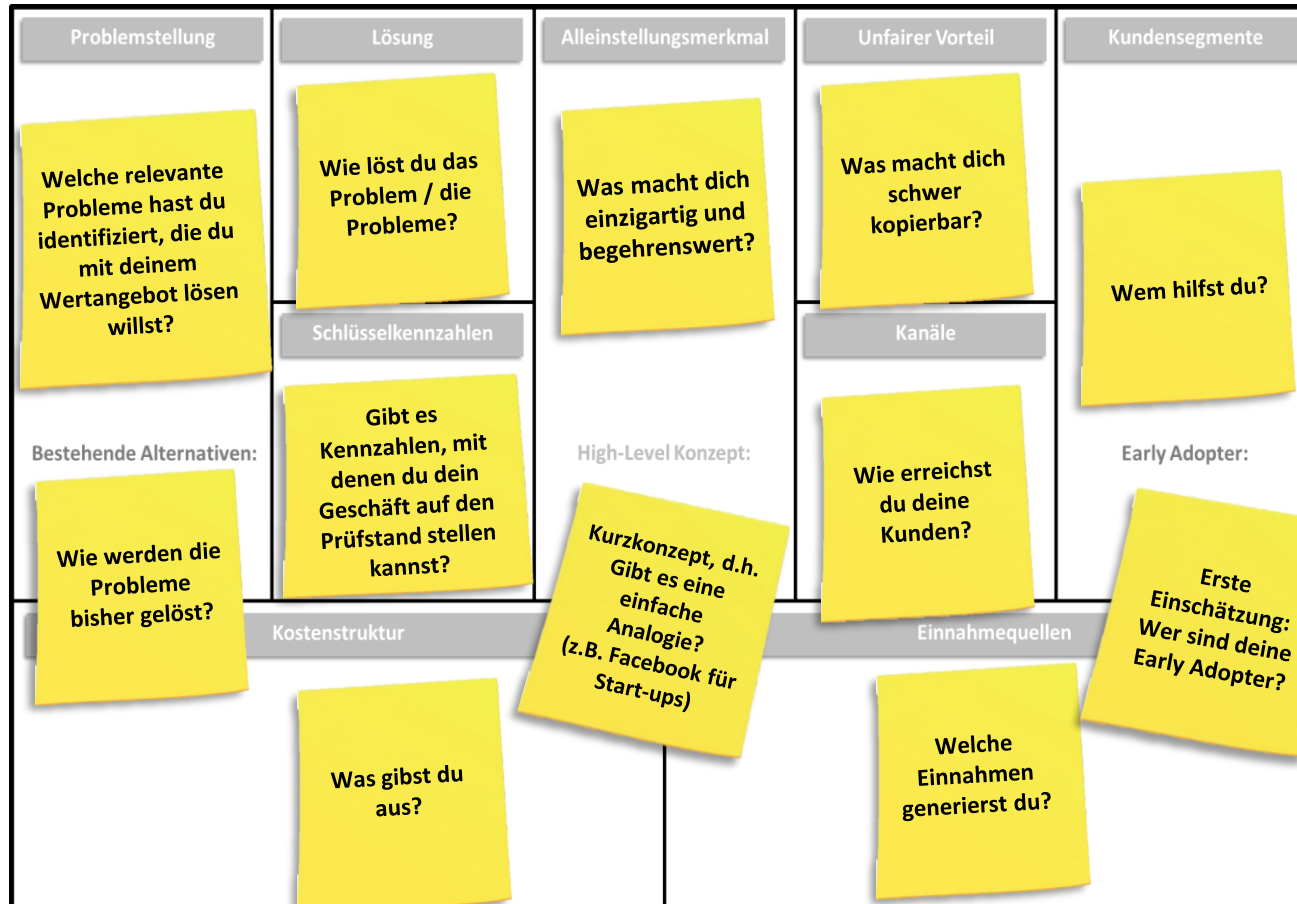 Problemstellung
Welche relevante
Probleme hast du
identifiziert, die du
mit deinem
Wertangebot lösen
willst?
Bestehende Alternativen:
Wie werden die
Probleme
bisher gelöst?
Lösung
Wie löst du das
Problem / die
Probleme?
Schlüsselkennzahlen
Gibt es
Kennzahlen, mit
denen du dein
Geschäft auf den
Prüfstand stellen
kannst?
Alleinstellungsmerkmal
Was macht dich
einzigartig und
begehrenswert?
High-Level Konzept:
Kurzkonzept, d.h.
Gibt es eine
einfache
Analogie?
(z.B. Facebook für
Start-ups)
Unfairer Vorteil
Was macht dich
schwer
kopierbar?
Kanäle
Wie erreichst
du deine
Kunden?
Kundensegmente
Wem hilfst du?
Early Adopter:
Erste
Einschätzung:
Wer sind deine
Early Adopter?
Kostenstruktur
Was gibst du
aus?
Einnahmequellen
Welche
Einnahmen
generierst du?